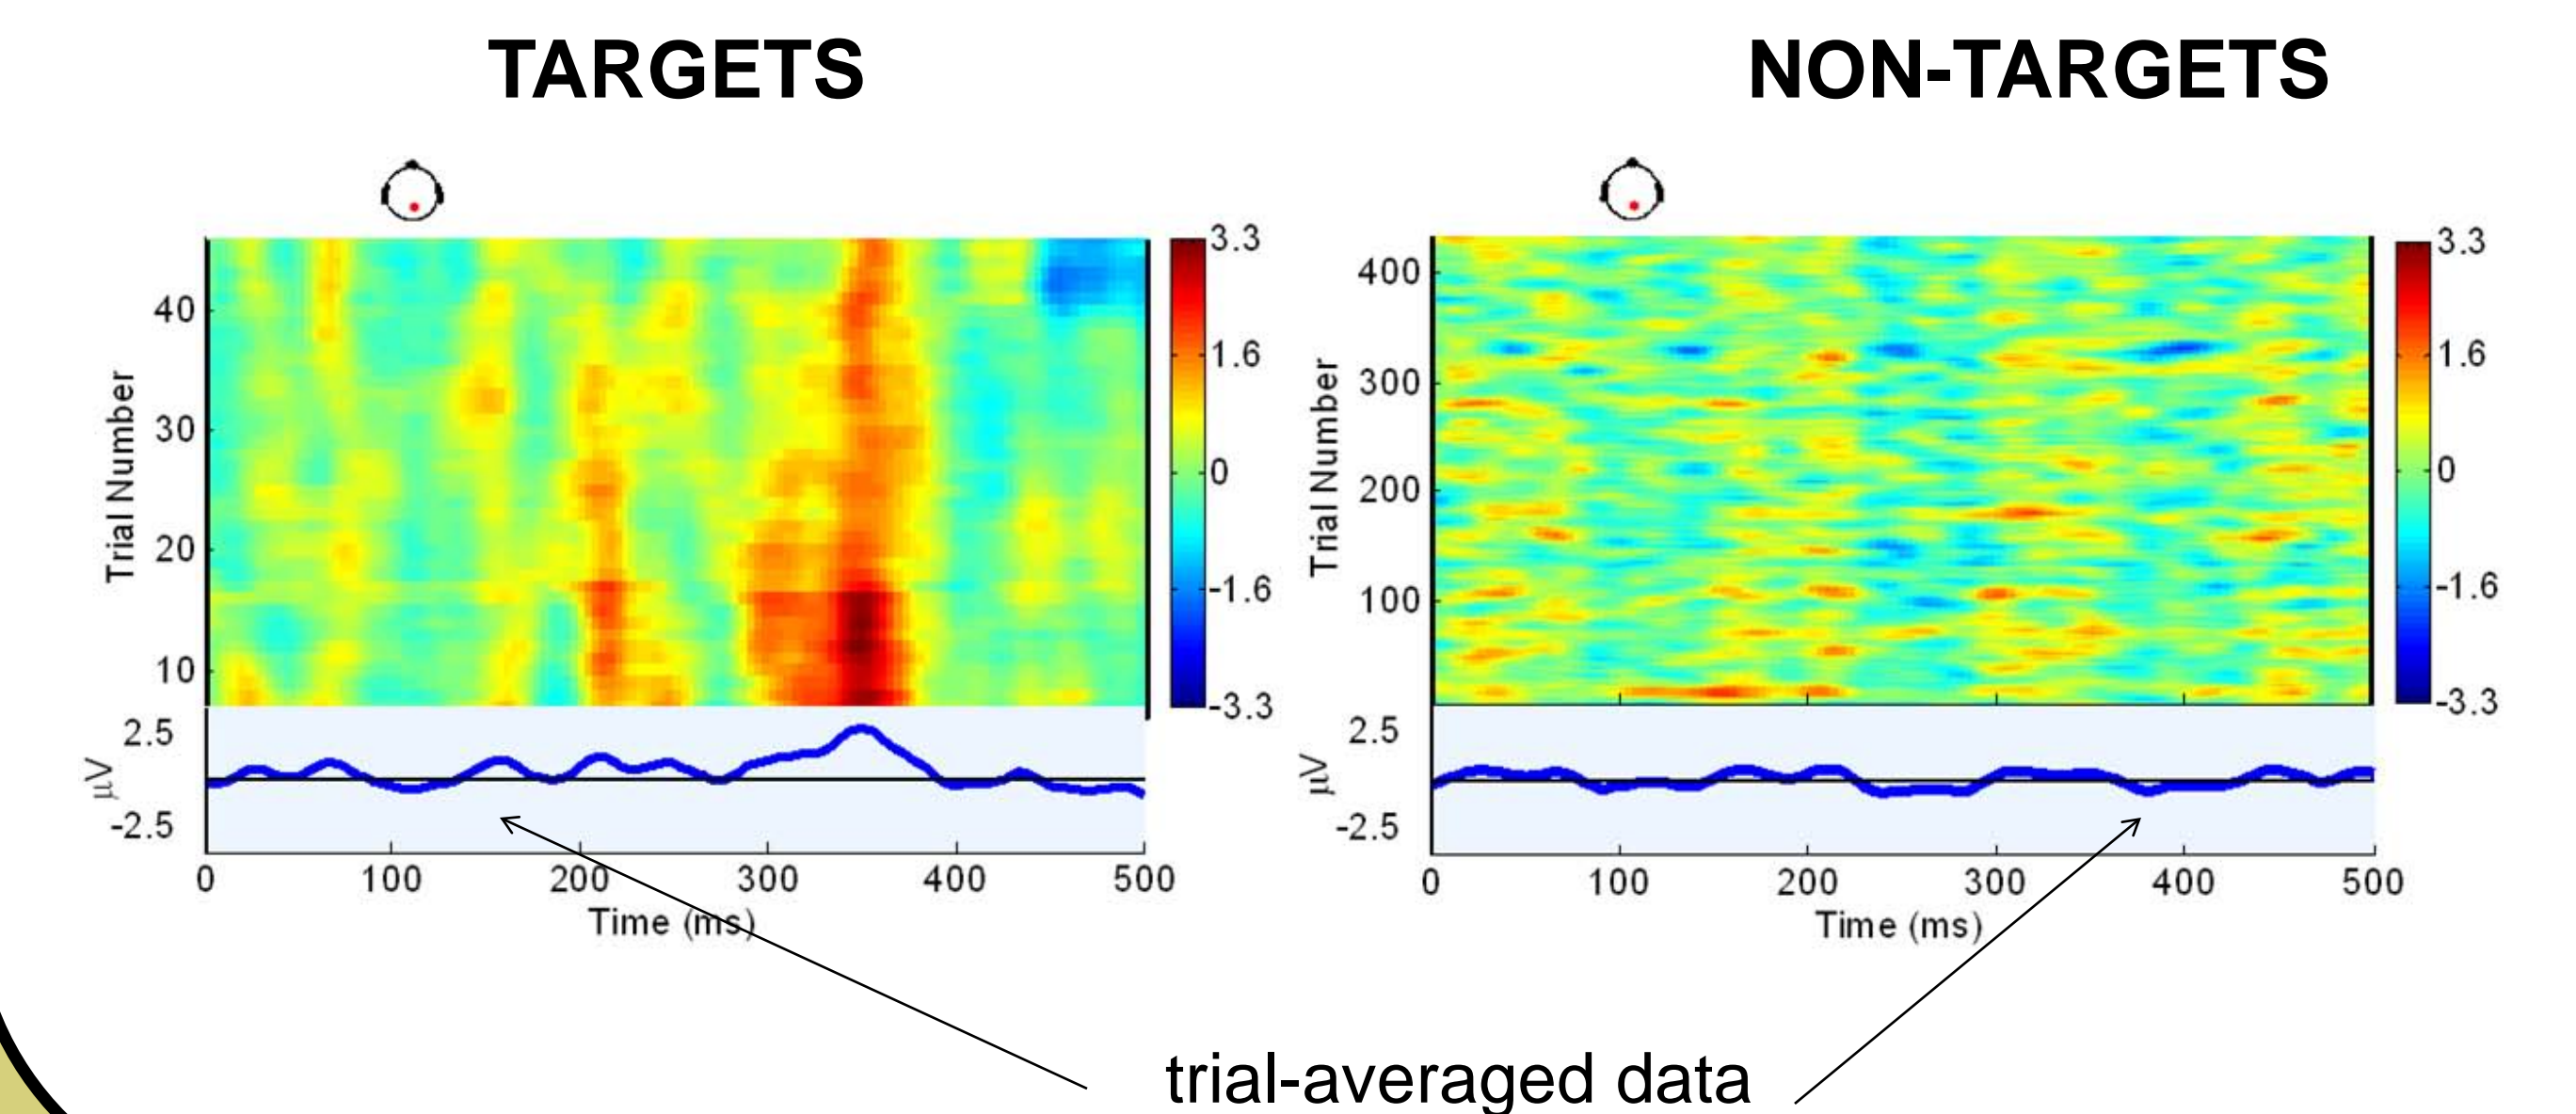 TARGETS
NON-TARGETS
Trial Number
40
30
20
10
3.3
1.6
0
-1.6
-3.3
μV
2.5
-2.5
0 100 200 300 400 500
Time (ms)
Trial Number
400
300
200
100
3.3
1.6
0
-1.6
-3.3
μV
2.5
-2.5
0 100 200 300 400 500
Time (ms)
trial-averaged data